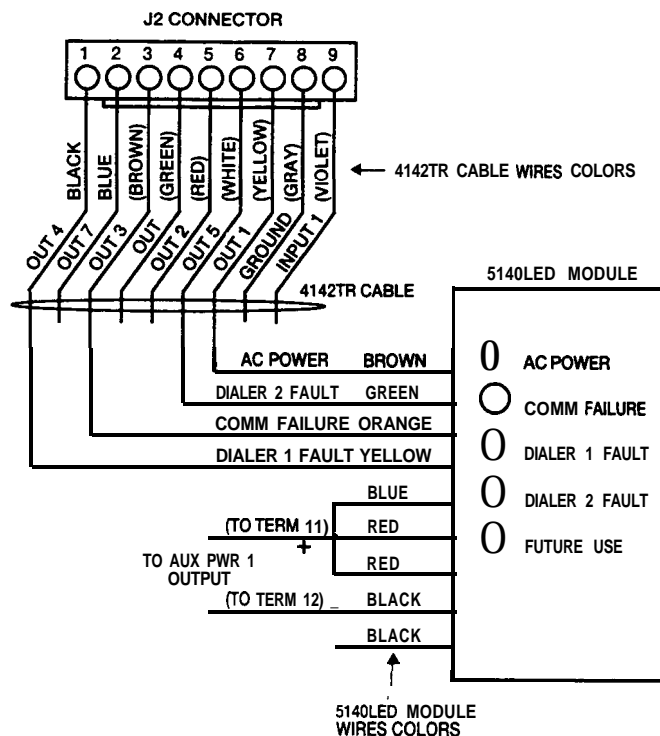 J2 CONNECTOR
1 2 3 4 5 6 7 8 9
BLACK
BLUE
(BROWN)
(GREEN)
(RED)
(WHITE)
(YELLOW)
(GRAY)
(VIOLET)
4142TR CABLE WIRES COLORS
OUT 4
OUT 7
OUT 3
OUT
OUT 2
OUT 5
OUT 1
GROUND
INPUT 1
4142TR CABLE
5140LED MODULE
AC POWER BROWN
DIALER 2 FAULT GREEN
COMM FAILURE ORANGE
DIALER 1 FAULT YELLOW
AC POWER
COMM FAILURE
DIALER 1 FAULT
DIALER 2 FAULT
FUTURE USE
BLUE
(TO TERM 11) RED
+
TO AUX PWR 1
OUTPUT
RED
(TO TERM 12) _ BLACK
BLACK
5140LED MODULE
WIRES COLORS